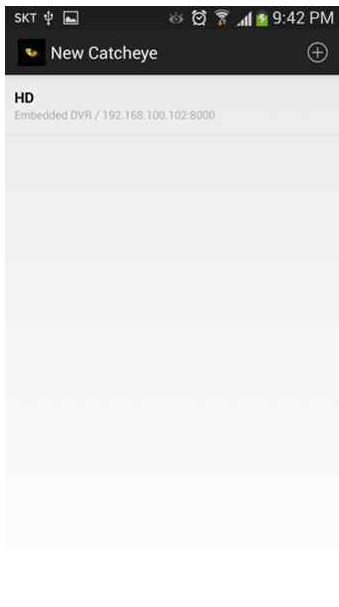 SKT 9:42 PM
New Catcheye
HD
Embedded DVR / 192.168.100.102:8000